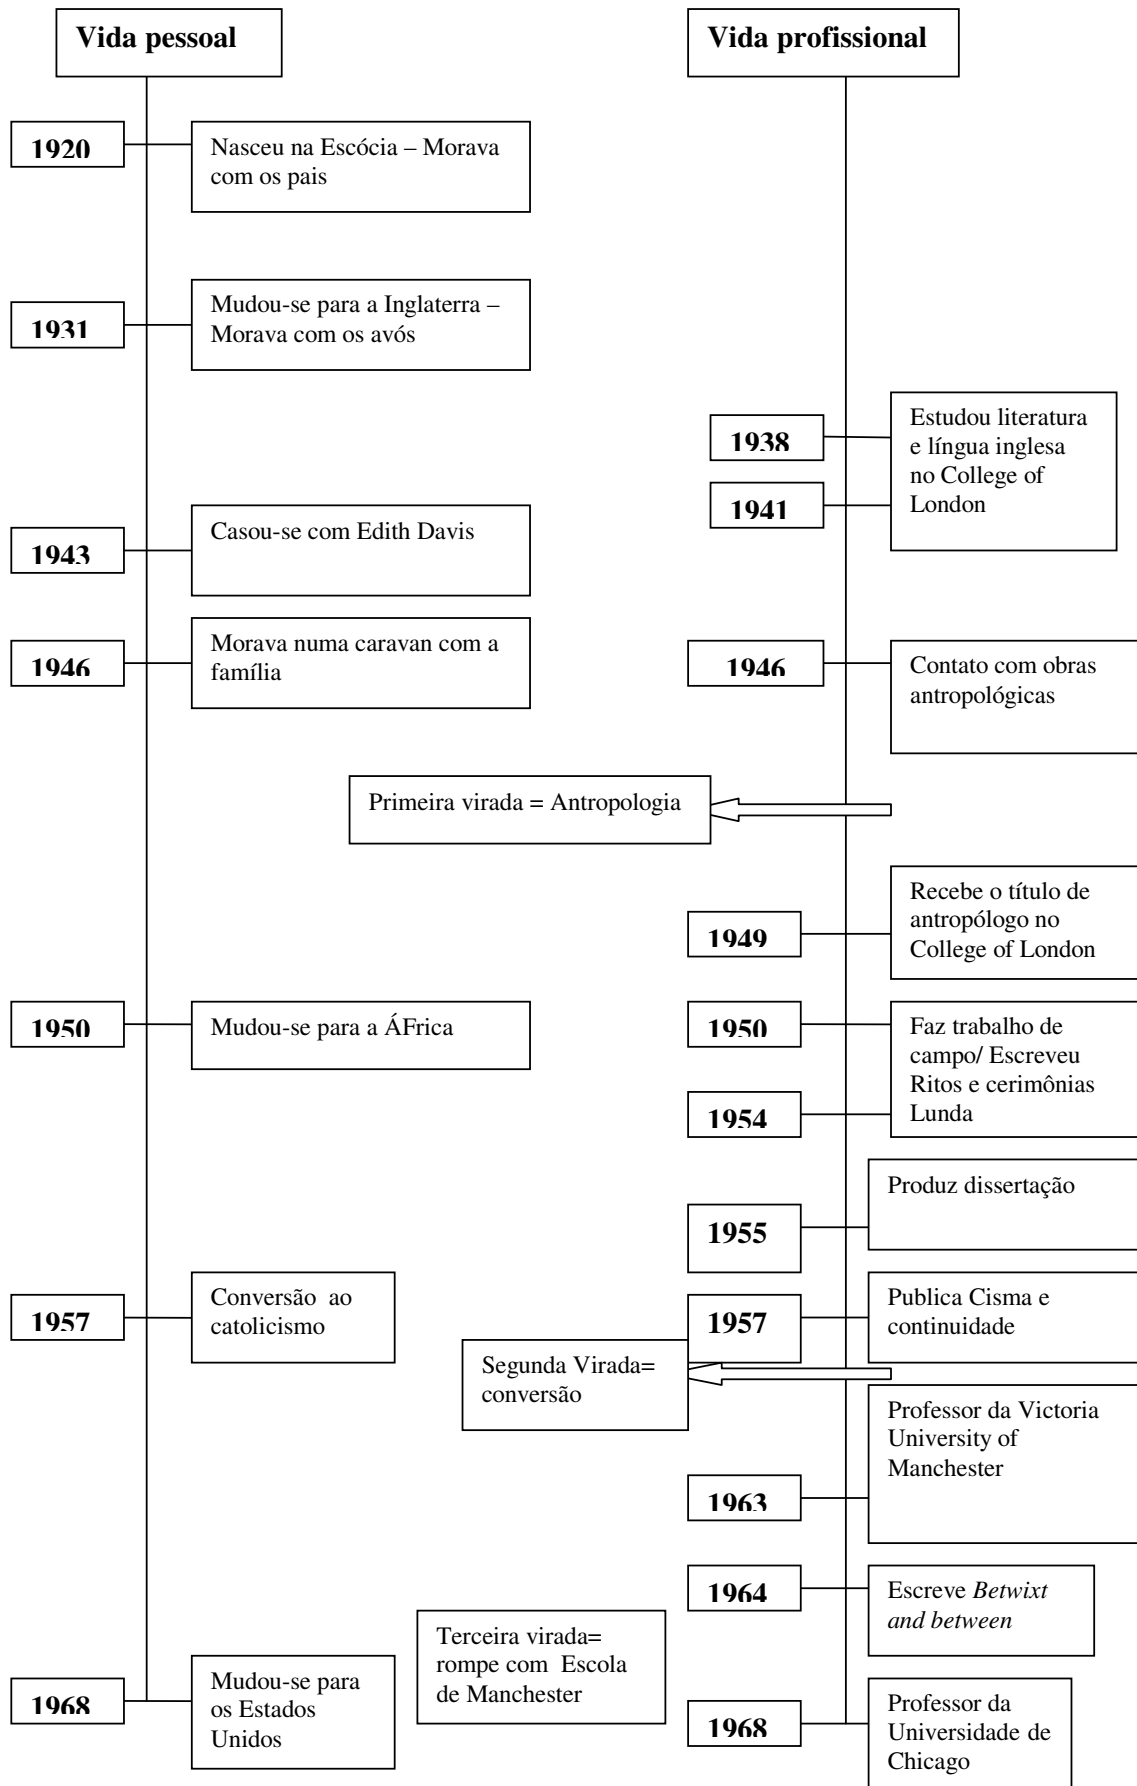 Vida pessoal
Vida profissional
1920
Nasceu na Escócia – Morava
com os pais
1931
Mudou-se para a Inglaterra –
Morava com os avós
1938
1941
Estudou literatura
e língua inglesa
no College of
London
1943
Casou-se com Edith Davis
1946
Morava numa caravan com a
família
1946
Contato com obras
antropológicas
Primeira virada = Antropologia
1949
Recebe o título de
antropólogo no
College of London
1950
Mudou-se para a ÁFrica
1950
1954
Faz trabalho de
campo/ Escreveu
Ritos e cerimônias
Lunda
1955
Produz dissertação
1957
Conversão ao
catolicismo
1957
Publica Cisma e
continuidade
Segunda Virada=
conversão
Professor da Victoria
University of
Manchester
1963
1964
Escreve Betwixt
and between
Terceira virada=
rompe com Escola
de Manchester
1968
Mudou-se para
os Estados
Unidos
1968
Professor da
Universidade de
Chicago